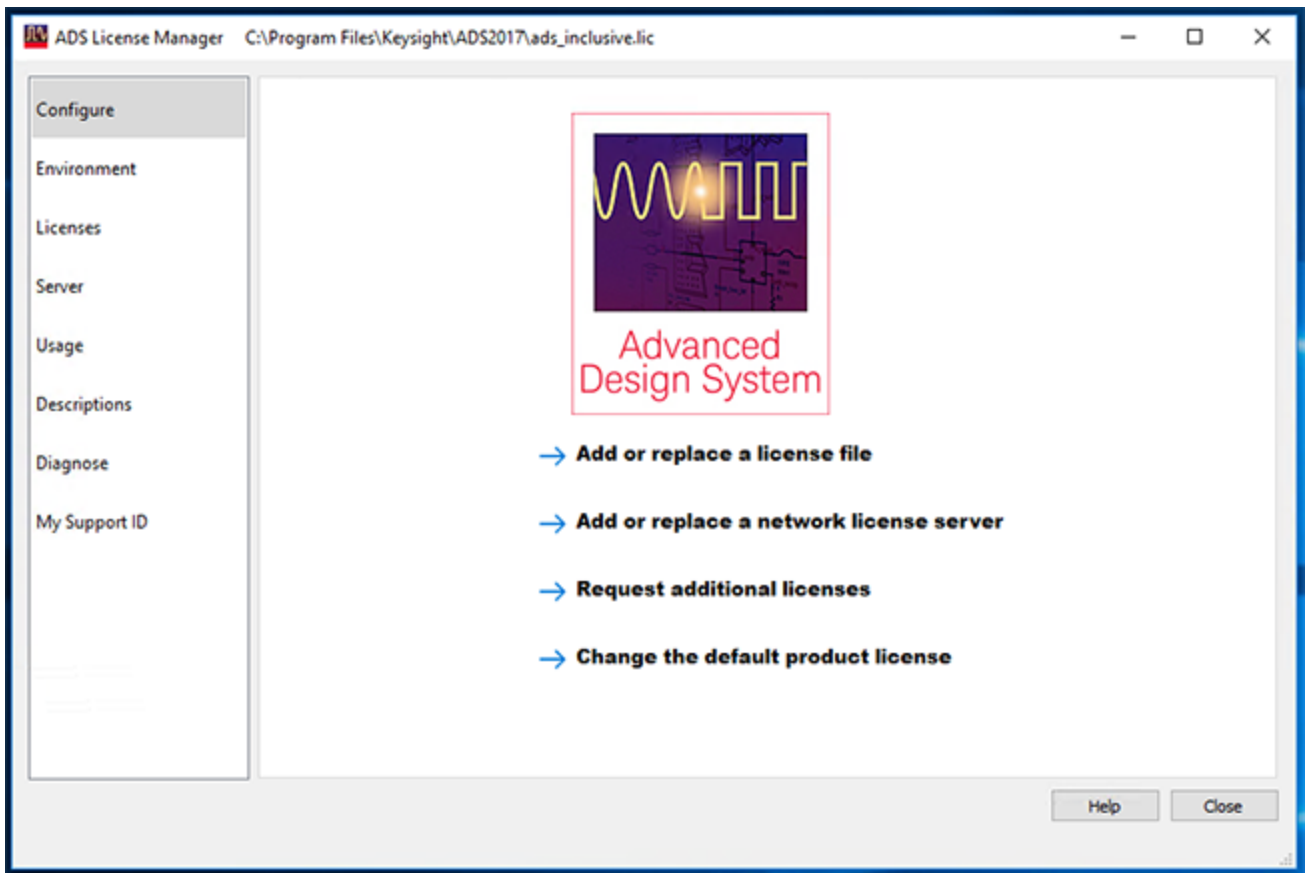 ADS License Manager C:\Program Files\Keysight\ADS2017\ads_inclusive.lic
Configure
Environment
Licenses
Server
Usage
Descriptions
Diagnose
My Support ID
Advanced
Design System
Add or replace a license file
Add or replace a network license server
Request additional licenses
Change the default product license
Help
Close